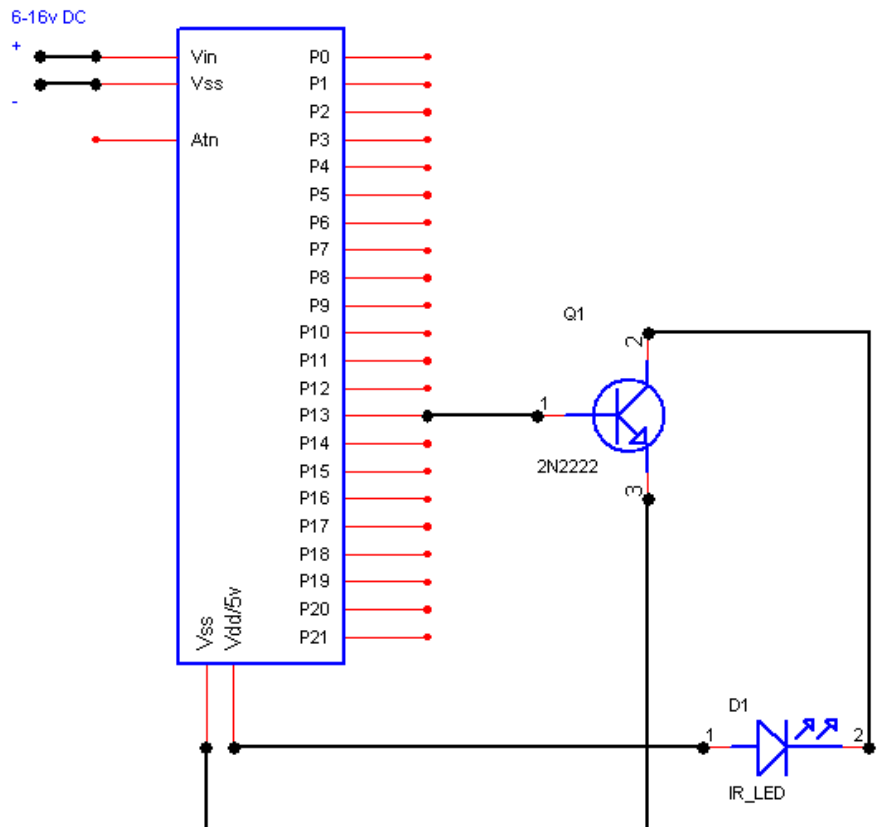 6-16v DC
+
-
Vin
Vss
Atn
P0
P1
P2
P3
P4
P5
P6
P7
P8
P9
P10
P11
P12
P13
P14
P15
P16
P17
P18
P19
P20
P21
Vss
Vdd/5v
Q1
2
1
2N2222
3
D1
1
2
IR_LED